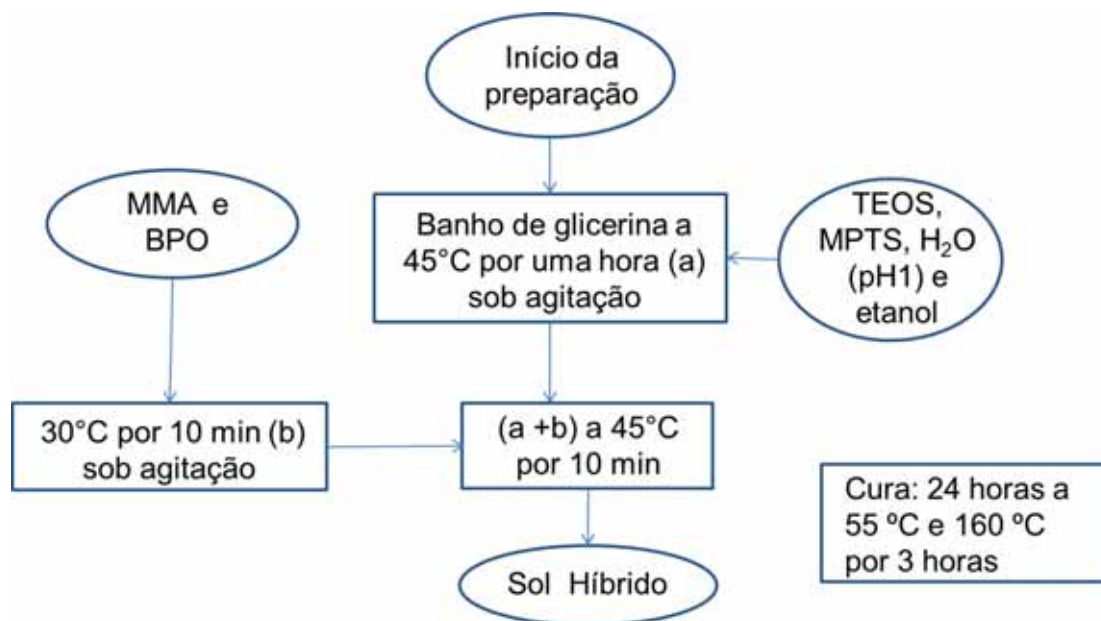 Início da
preparação
MMA e
BPO
Banho de glicerina a
45°C por uma hora (a)
sob agitação
TEOS,
MPTS, H₂O
(pH1) e
etanol
30°C por 10 min (b)
sob agitação
(a +b) a 45°C
por 10 min
Cura: 24 horas a
55 ºC e 160 ºC
por 3 horas
Sol Híbrido